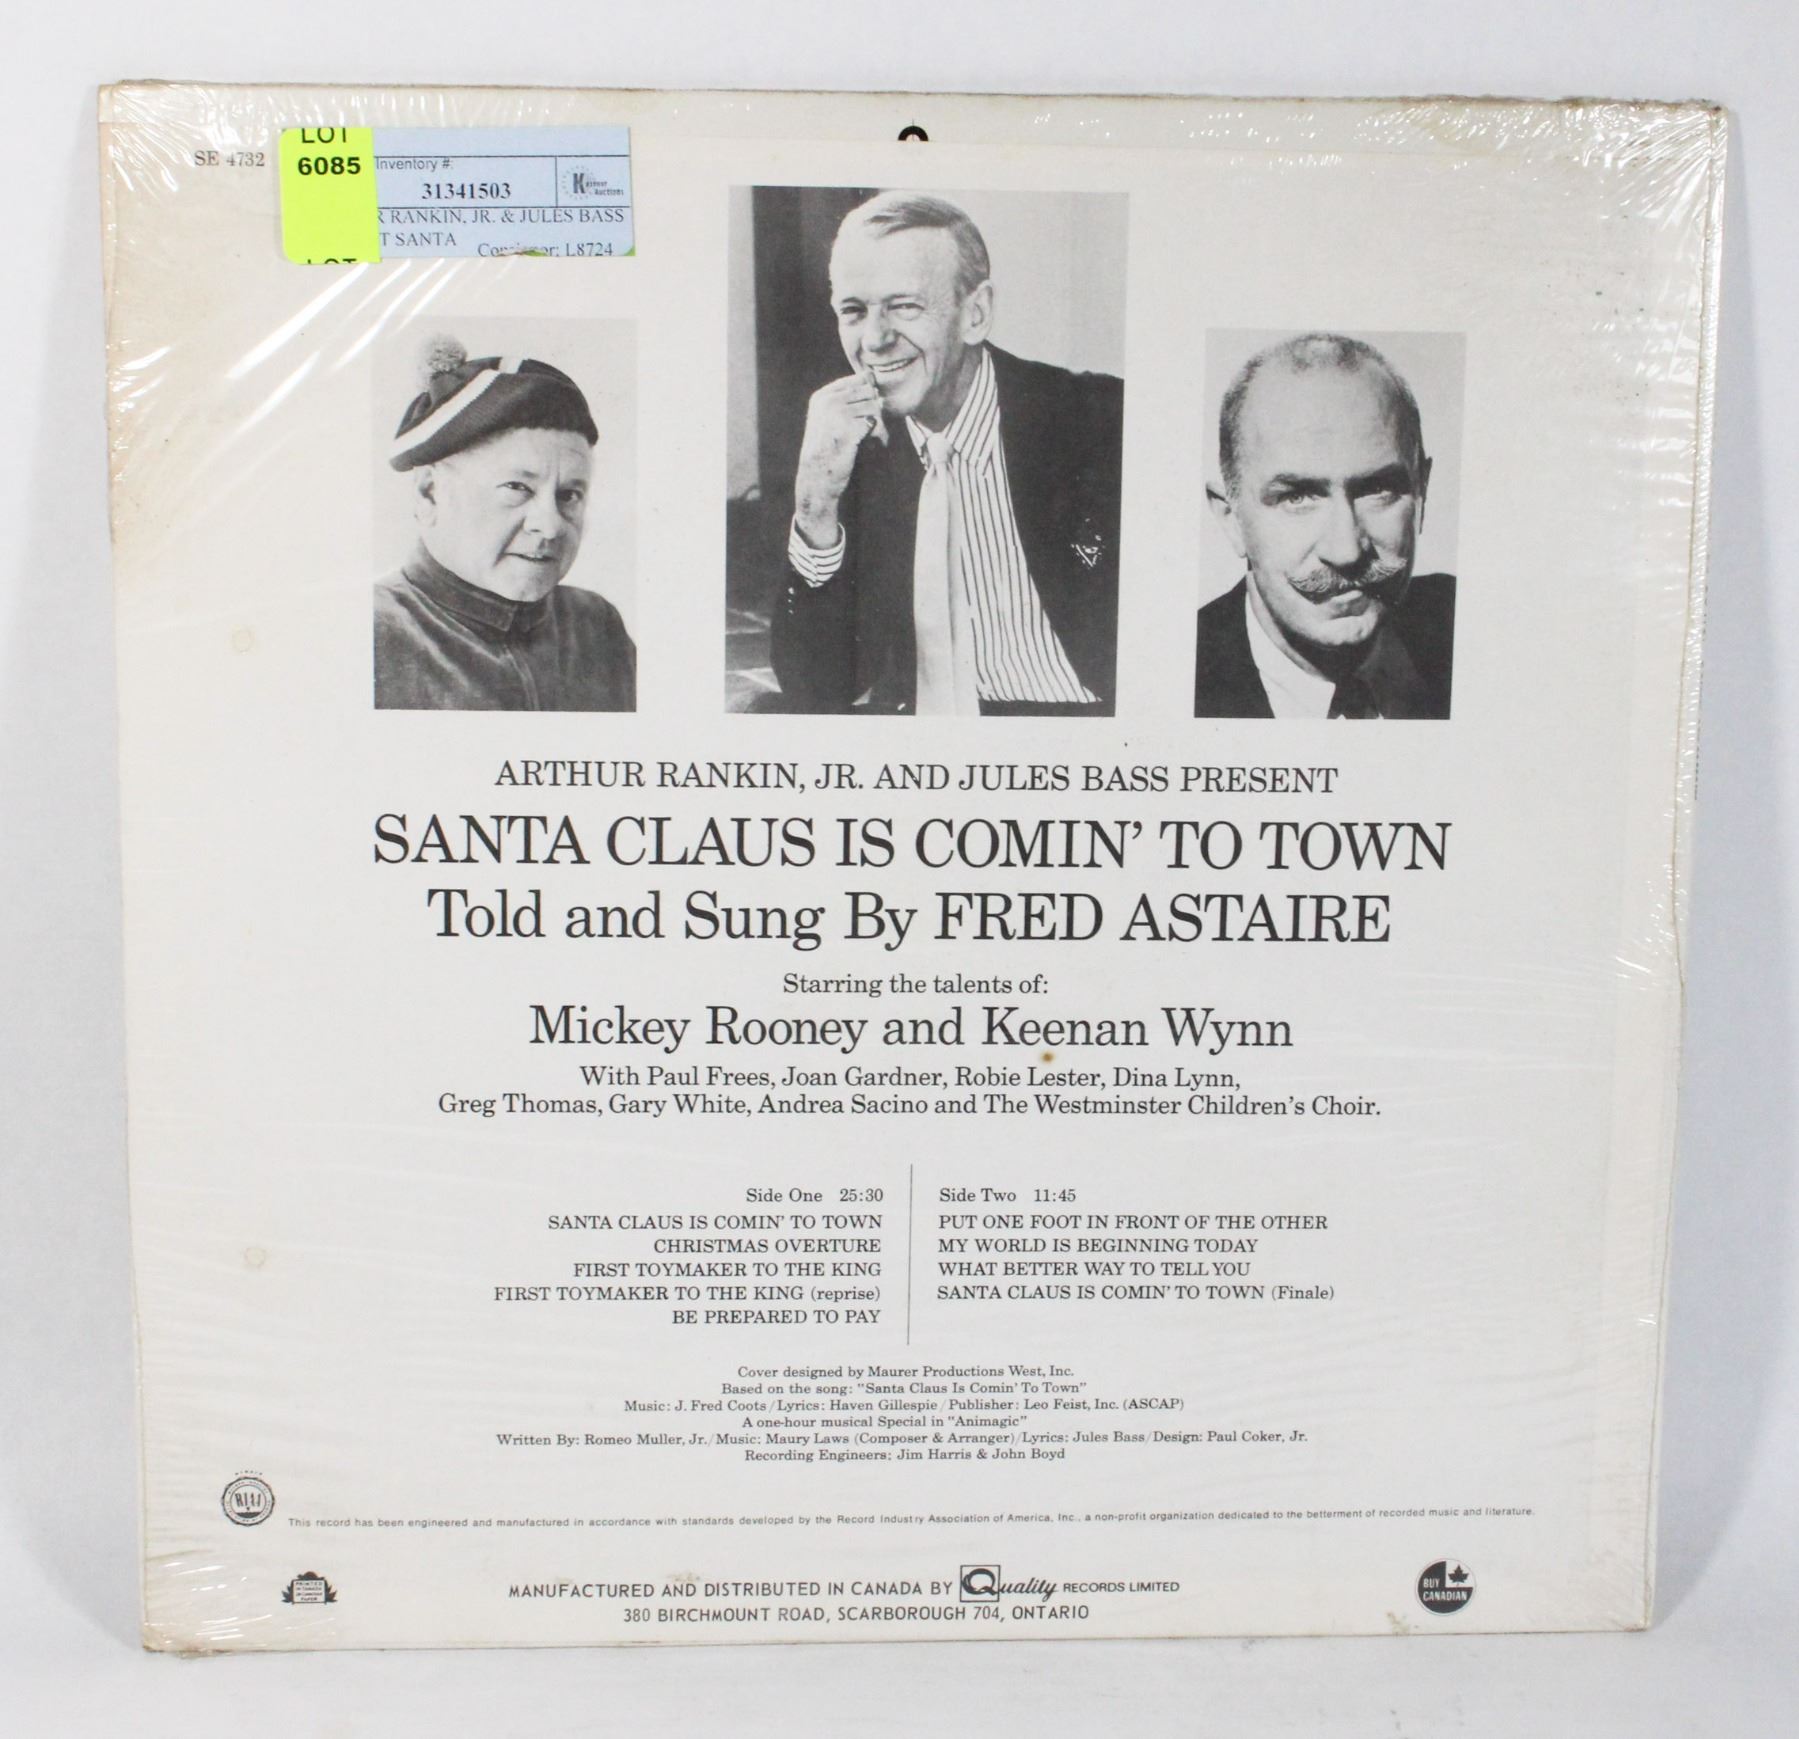 SE 4732
LOT
6085
Inventory #:
31341503
Kastner
Auctions
R RANKIN, JR. & JULES BASS
T SANTA
L8724
LOT
ARTHUR RANKIN, JR. AND JULES BASS PRESENT
SANTA CLAUS IS COMIN' TO TOWN
Told and Sung By FRED ASTAIRE
Starring the talents of:
Mickey Rooney and Keenan Wynn
With Paul Frees, Joan Gardner, Robie Lester, Dina Lynn,
Greg Thomas, Gary White, Andrea Sacino and The Westminster Children's Choir.
Side One 25:30
SANTA CLAUS IS COMIN' TO TOWN
CHRISTMAS OVERTURE
FIRST TOYMAKER TO THE KING
FIRST TOYMAKER TO THE KING (reprise)
BE PREPARED TO PAY
Side Two 11:45
PUT ONE FOOT IN FRONT OF THE OTHER
MY WORLD IS BEGINNING TODAY
WHAT BETTER WAY TO TELL YOU
SANTA CLAUS IS COMIN' TO TOWN (Finale)
Cover designed by Maurer Productions West, Inc.
Based on the song: "Santa Claus Is Comin' To Town"
Music: J. Fred Coots / Lyrics: Haven Gillespie / Publisher: Leo Feist, Inc. (ASCAP)
A one-hour musical Special in "Animagic"
Written By: Romeo Muller, Jr. / Music: Maury Laws (Composer & Arranger) / Lyrics: Jules Bass / Design: Paul Coker, Jr.
Recording Engineers: Jim Harris & John Boyd
This record has been engineered and manufactured in accordance with standards developed by the Record Industry Association of America, Inc., a non-profit organization dedicated to the betterment of recorded music and literature.
PRINTED
IN CANADA
ON CANADIAN
PAPER
MANUFACTURED AND DISTRIBUTED IN CANADA BY Quality RECORDS LIMITED
380 BIRCHMOUNT ROAD, SCARBOROUGH 704, ONTARIO
BUY
CANADIAN